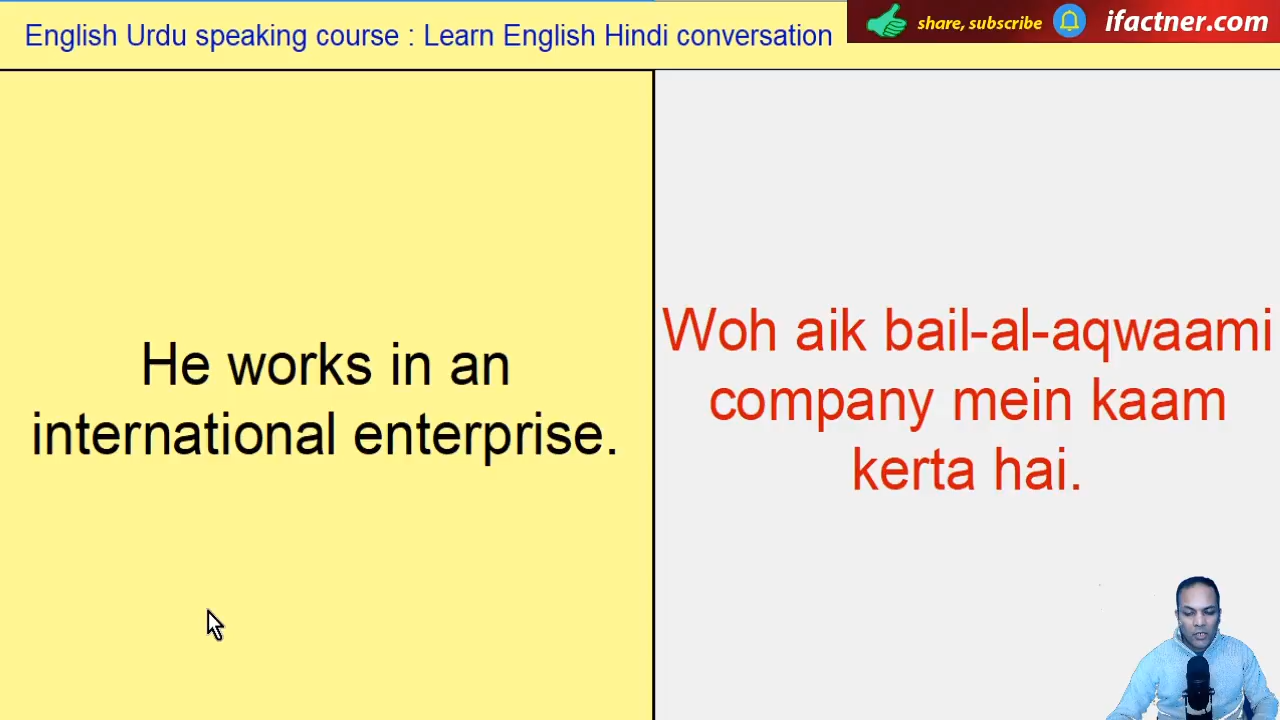 English Urdu speaking course : Learn English Hindi conversation
share, subscribe
ifactner.com
He works in an
international enterprise.
Woh aik bail-al-aqwaami
company mein kaam
kerta hai.